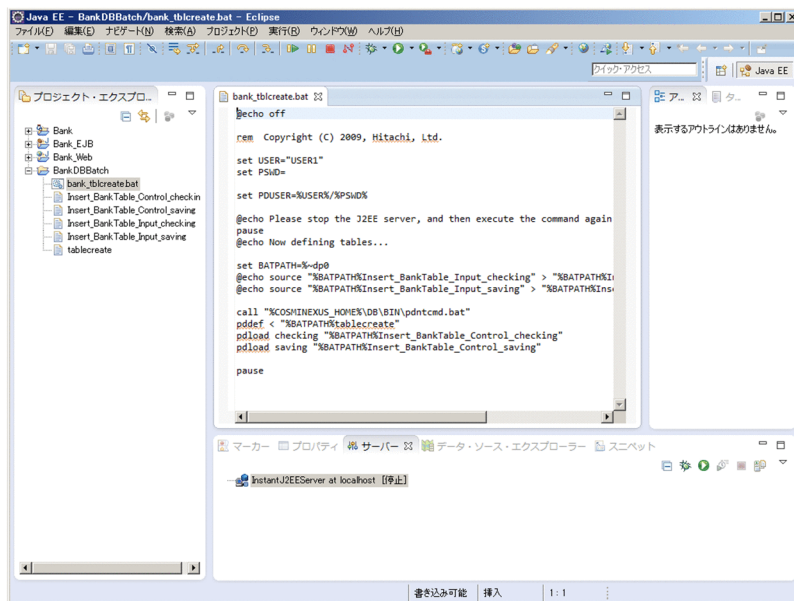 Java EE - BankDBBatch/bank_tblcreate.bat - Eclipse
ファイル(F) 編集(E) ナビゲート(N) 検索(A) プロジェクト(P) 実行(R) ウィンドウ(W) ヘルプ(H)
クイック・アクセス
Java EE
プロジェクト・エクスプロ...
Bank
Bank_EJB
Bank_Web
BankDBBatch
bank_tblcreate.bat
Insert_BankTable_Control_checkin
Insert_BankTable_Control_saving
Insert_BankTable_Input_checking
Insert_BankTable_Input_saving
tablecreate
bank_tblcreate.bat
@echo off
rem Copyright (C) 2009, Hitachi, Ltd.
set USER="USER1"
set PSWD=
set PDUSER=%USER%/%PSWD%
@echo Please stop the J2EE server, and then execute the command again
pause
@echo Now defining tables...
set BATPATH=%~dp0
@echo source "%BATPATH%Insert_BankTable_Input_checking" > "%BATPATH%I
@echo source "%BATPATH%Insert_BankTable_Input_saving" > "%BATPATH%Ins
call "%COSMINEXUS_HOME%\DB\BIN\pdntcmd.bat"
pddef < "%BATPATH%tablecreate"
pdload checking "%BATPATH%Insert_BankTable_Control_checking"
pdload saving "%BATPATH%Insert_BankTable_Control_saving"
pause
ア... タ...
表示するアウトラインはありません。
マーカー プロパティ サーバー データ・ソース・エクスプローラー スニペット
InstantJ2EEServer at localhost [停止]
書き込み可能 挿入 1 : 1